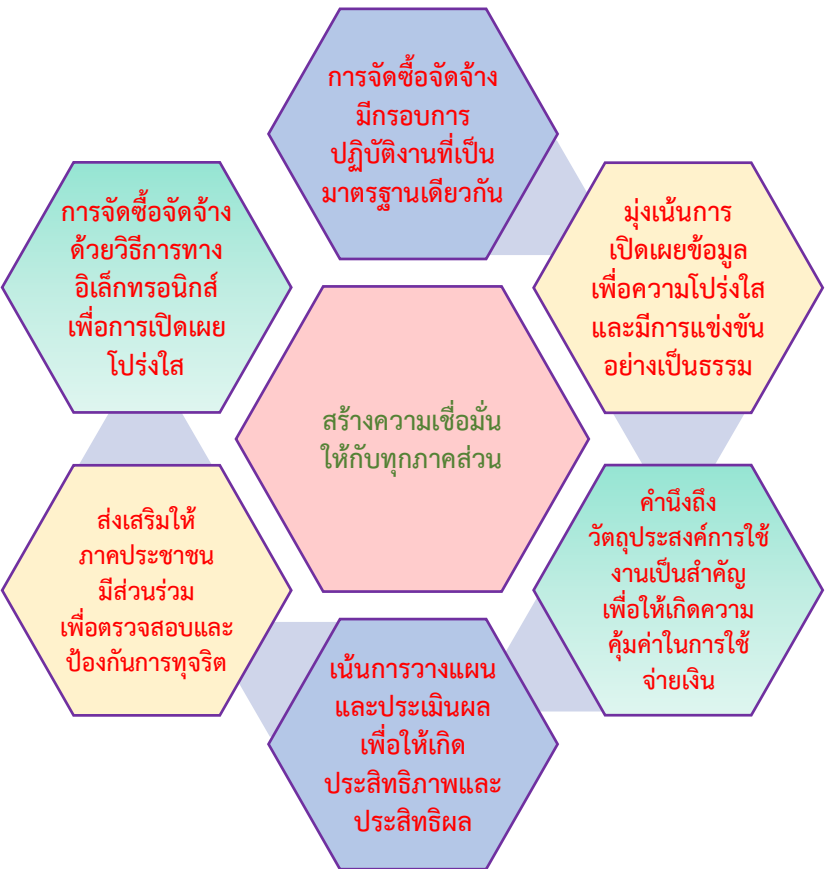 การจัดซื้อจัดจ้าง
มีกรอบการ
ปฏิบัติงานที่เป็น
มาตรฐานเดียวกัน
มุ่งเน้นการ
เปิดเผยข้อมูล
เพื่อความโปร่งใส
และมีการแข่งขัน
อย่างเป็นธรรม
คำนึงถึง
วัตถุประสงค์การใช้
งานเป็นสำคัญ
เพื่อให้เกิดความ
คุ้มค่าในการใช้
จ่ายเงิน
เน้นการวางแผน
และประเมินผล
เพื่อให้เกิด
ประสิทธิภาพและ
ประสิทธิผล
ส่งเสริมให้
ภาคประชาชน
มีส่วนร่วม
เพื่อตรวจสอบและ
ป้องกันการทุจริต
การจัดซื้อจัดจ้าง
ด้วยวิธีการทาง
อิเล็กทรอนิกส์
เพื่อการเปิดเผย
โปร่งใส
สร้างความเชื่อมั่น
ให้กับทุกภาคส่วน